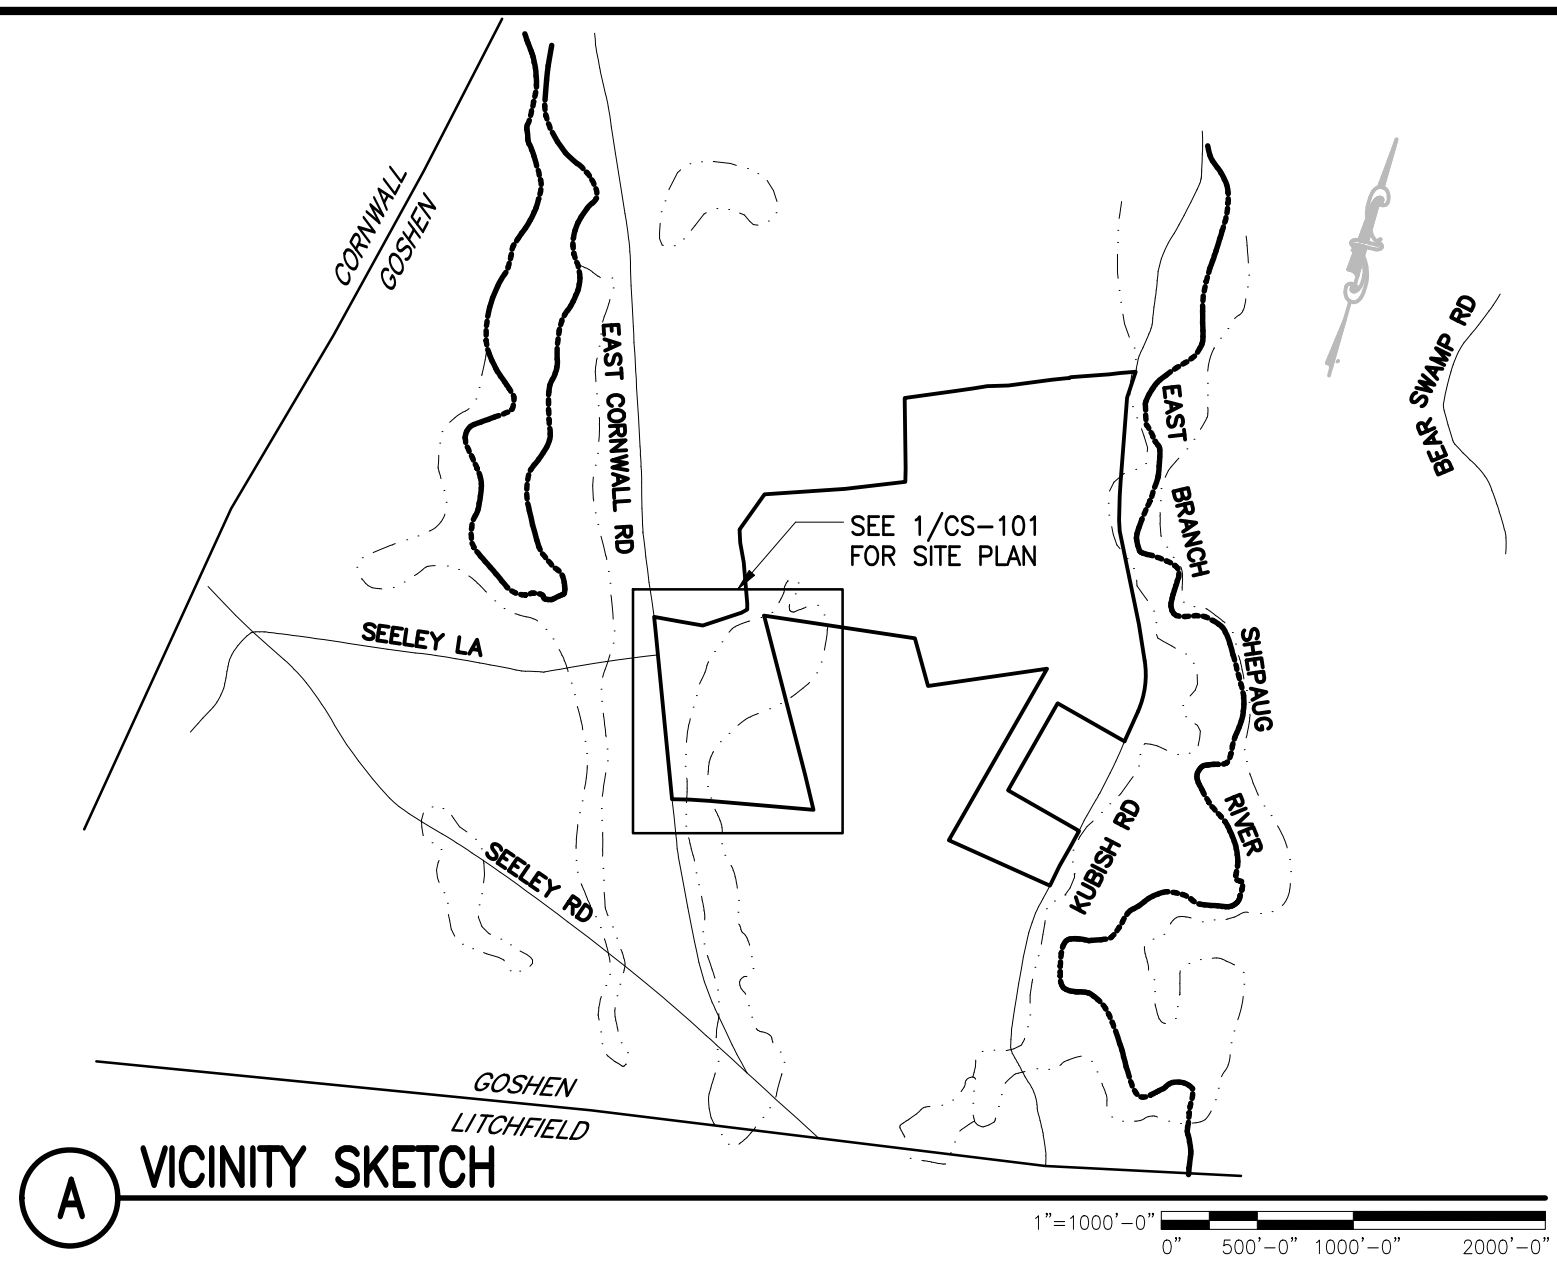 CORNWALL
GOSHEN
EAST CORNWALL RD
BEAR SWAMP RD
EAST
BRANCH
SHEPAUG
RIVER
SEE 1/CS-101
FOR SITE PLAN
SEELEY LA
SEELEY RD
KUBISH RD
GOSHEN
LITCHFIELD
A
VICINITY SKETCH
1"=1000'-0"
0" 500'-0" 1000'-0" 2000'-0"